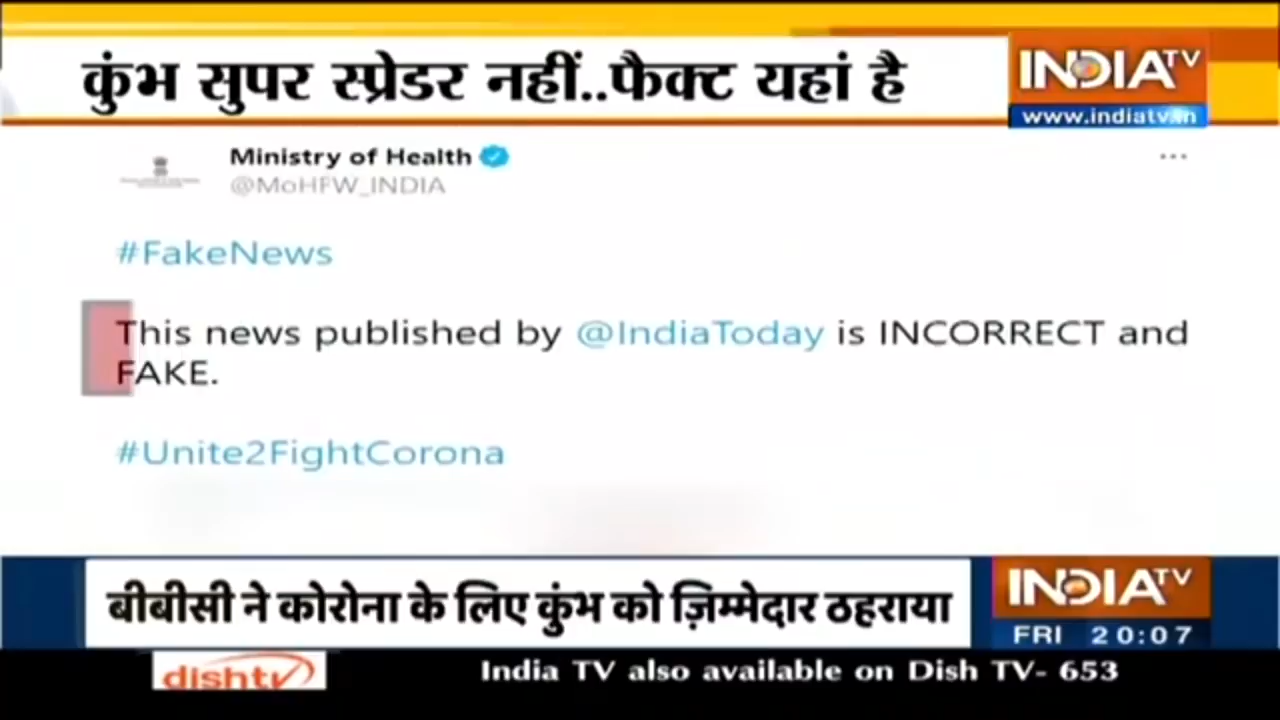 कुंभ सुपर स्प्रेडर नहीं..फैक्ट यहां है
INDIATV
www.indiatv.in
Ministry of Health
@MoHFW_INDIA
#FakeNews
This news published by @IndiaToday is INCORRECT and
FAKE.
#Unite2FightCorona
बीबीसी ने कोरोना के लिए कुंभ को ज़िम्मेदार ठहराया
INDIATV
FRI 20:07
dishtv
India TV also available on Dish TV- 653